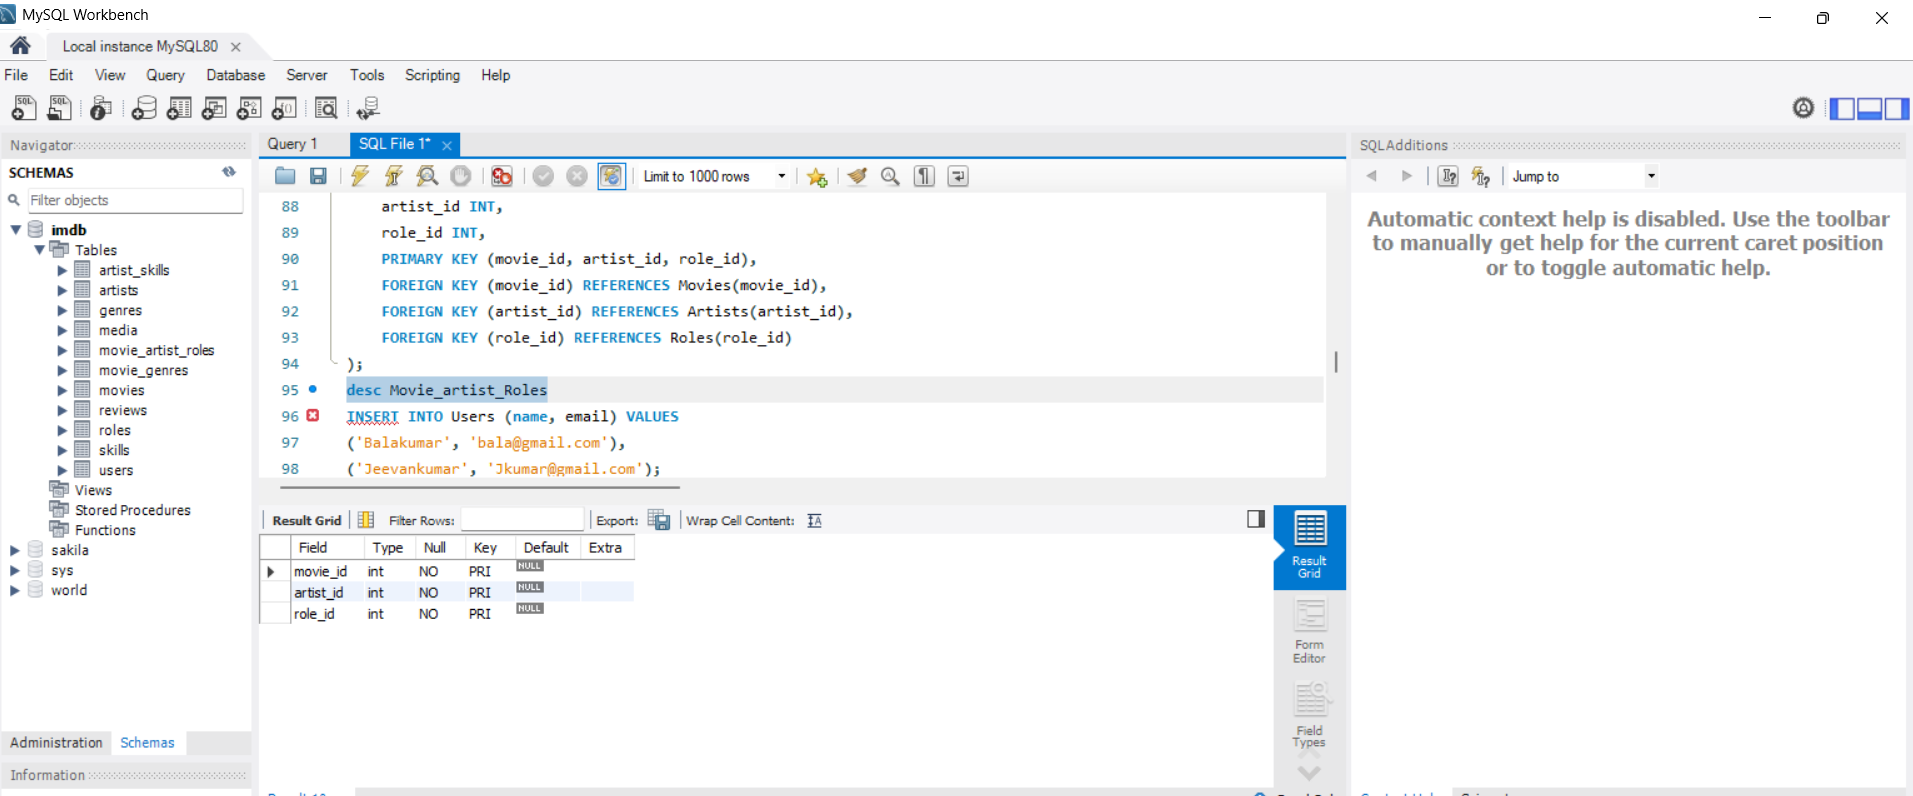 MySQL Workbench
Local instance MySQL80
File Edit View Query Database Server Tools Scripting Help
Navigator
SCHEMAS
Filter objects
imdb
Tables
artist_skills
artists
genres
media
movie_artist_roles
movie_genres
movies
reviews
roles
skills
users
Views
Stored Procedures
Functions
sakila
sys
world
Administration Schemas
Information
Query 1 SQL File 1*
Limit to 1000 rows
88 artist_id INT,
89 role_id INT,
90 PRIMARY KEY (movie_id, artist_id, role_id),
91 FOREIGN KEY (movie_id) REFERENCES Movies(movie_id),
92 FOREIGN KEY (artist_id) REFERENCES Artists(artist_id),
93 FOREIGN KEY (role_id) REFERENCES Roles(role_id)
94 );
95 desc Movie_artist_Roles
96 INSERT INTO Users (name, email) VALUES
97 ('Balakumar', 'bala@gmail.com'),
98 ('Jeevankumar', 'Jkumar@gmail.com');
Result Grid Filter Rows: Export: Wrap Cell Content:
Field Type Null Key Default Extra
movie_id int NO PRI NULL
artist_id int NO PRI NULL
role_id int NO PRI NULL
Result
Grid
Form
Editor
Field
Types
SQLAdditions
Jump to
Automatic context help is disabled. Use the toolbar
to manually get help for the current caret position
or to toggle automatic help.